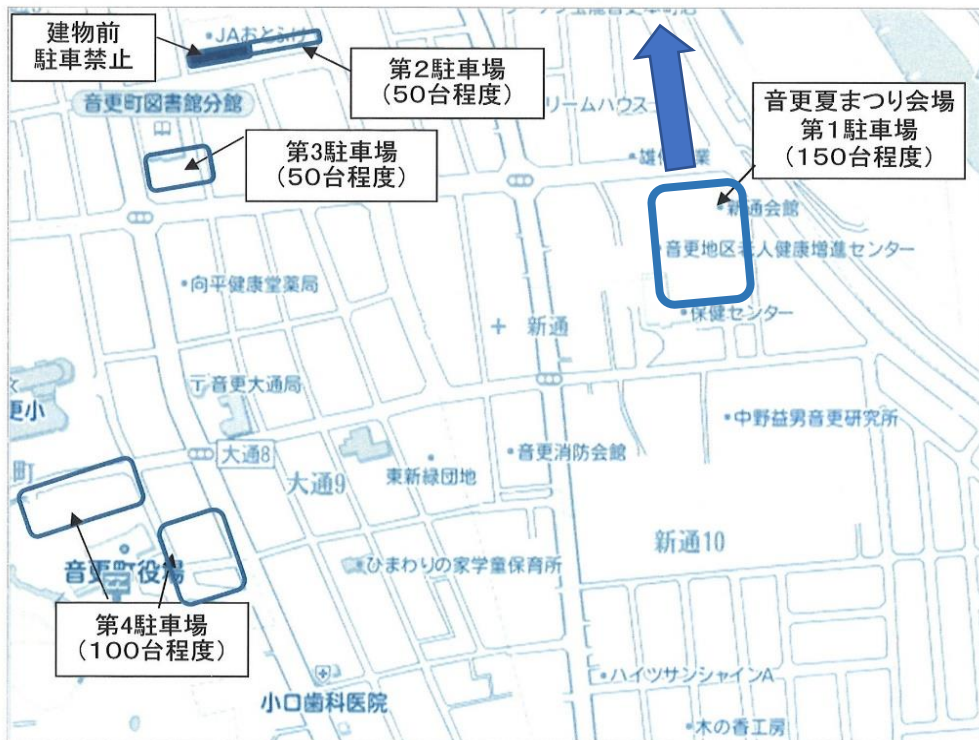 建物前
駐車禁止
・JAおとふけ
第2駐車場
(50台程度)
音更町図書館分館
第3駐車場
(50台程度)
リームハウス
音更夏まつり会場
第1駐車場
(150台程度)
・新通会館
・音更地区老人健康増進センター
・保健センター
・向平健康堂薬局
新通
音更大通局
更小
・中野益男音更研究所
大通8
・音更消防会館
大通9
東新緑団地
町
新通10
音更町役場
ひまわりの家学童保育所
第4駐車場
(100台程度)
・ハイツサンシャインA
小口歯科医院
・木の香工房